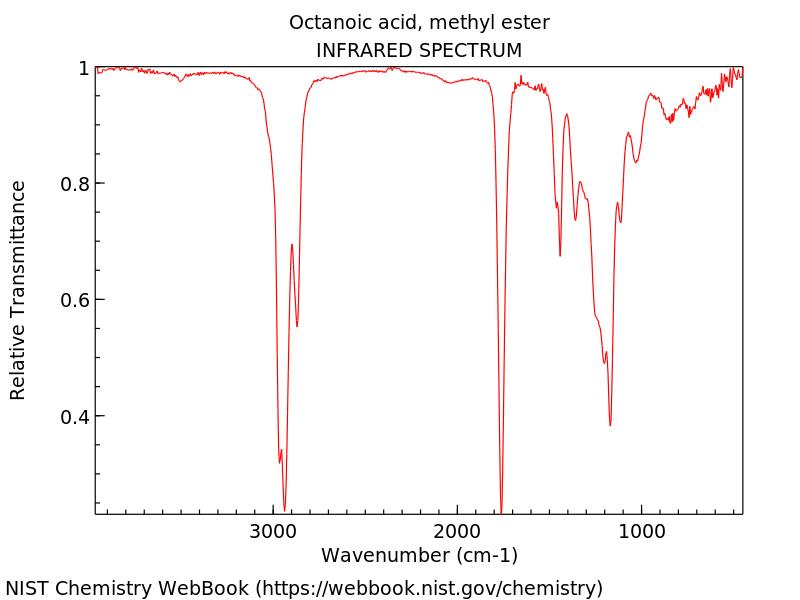 Octanoic acid, methyl ester
INFRARED SPECTRUM
1
0.8
0.6
0.4
Relative Transmittance
3000 2000 1000
Wavenumber (cm-1)
NIST Chemistry WebBook (https://webbook.nist.gov/chemistry)